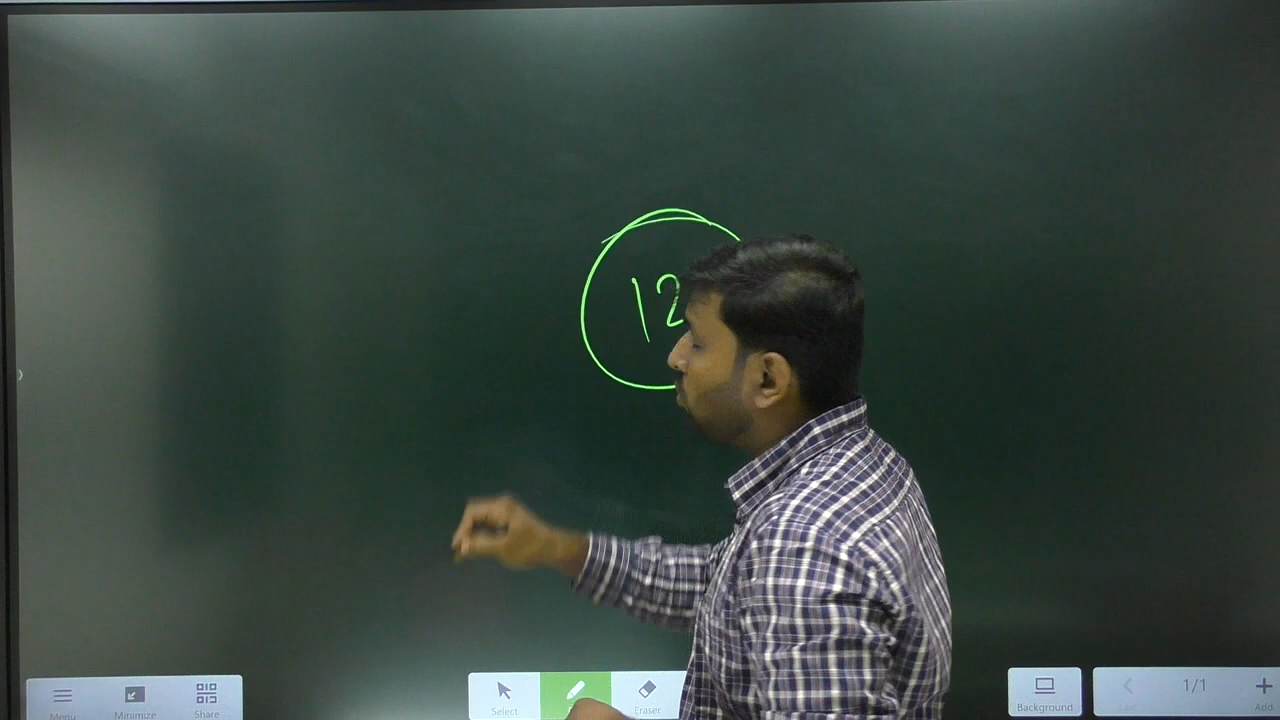 12
Menu
Minimize
Share
Select
Eraser
Background
1/1
Add